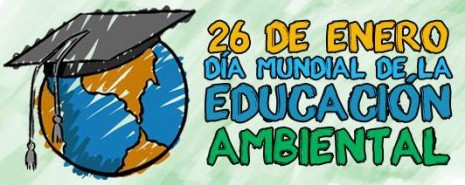 26 DE ENERO
DÍA MUNDIAL DE LA
EDUCACIÓN
AMBIENTAL